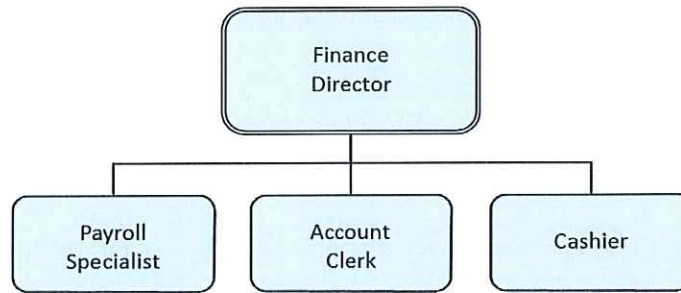 Finance
Director
Payroll
Specialist
Account
Clerk
Cashier